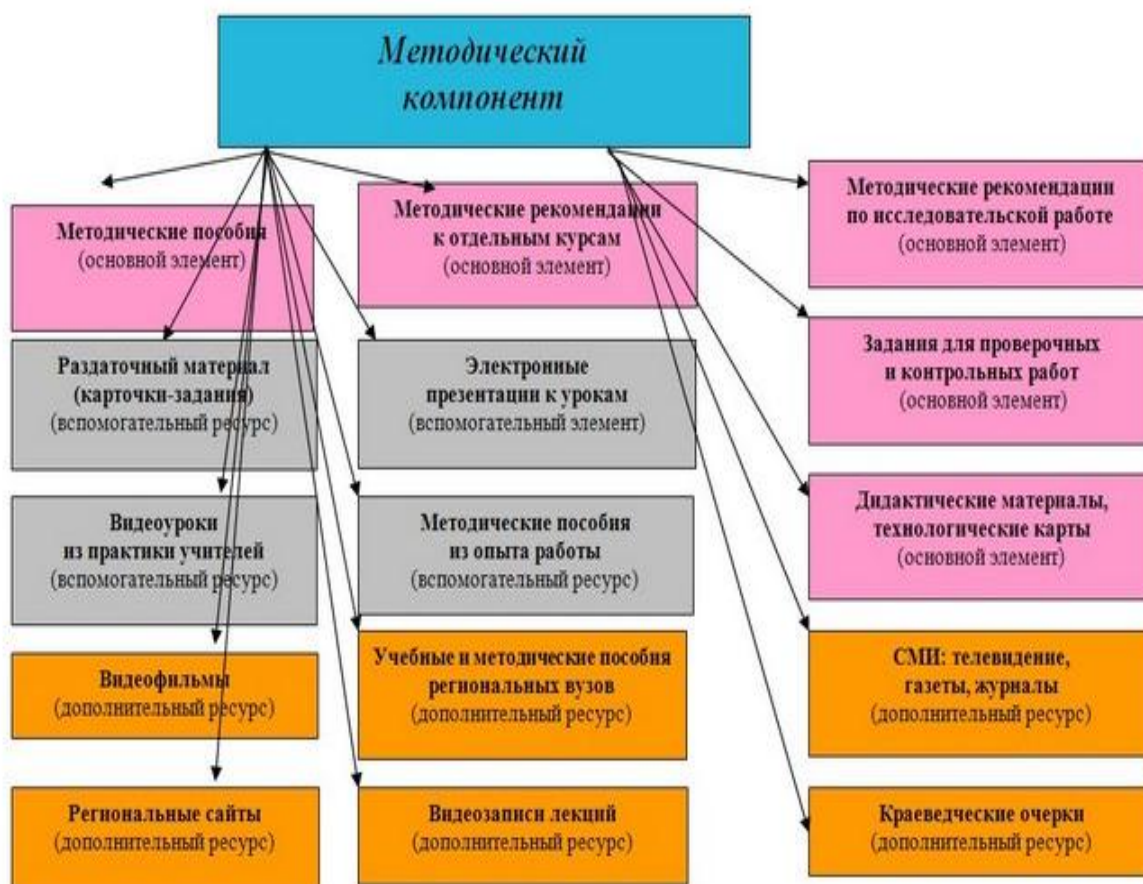 Методический
компонент
Методические пособия
(основной элемент)
Методические рекомендации
к отдельным курсам
(основной элемент)
Методические рекомендации
по исследовательской работе
(основной элемент)
Раздаточный материал
(карточки-задания)
(вспомогательный ресурс)
Электронные
презентации к урокам
(вспомогательный элемент)
Задания для проверочных
и контрольных работ
(основной элемент)
Видеоуроки
из практики учителей
(вспомогательный ресурс)
Методические пособия
из опыта работы
(вспомогательный ресурс)
Дидактические материалы,
технологические карты
(основной элемент)
Видеофильмы
(дополнительный ресурс)
Учебные и методические пособия
региональных вузов
(дополнительный ресурс)
СМИ: телевидение,
газеты, журналы
(дополнительный ресурс)
Региональные сайты
(дополнительный ресурс)
Видеозаписи лекций
(дополнительный ресурс)
Краеведческие очерки
(дополнительный ресурс)